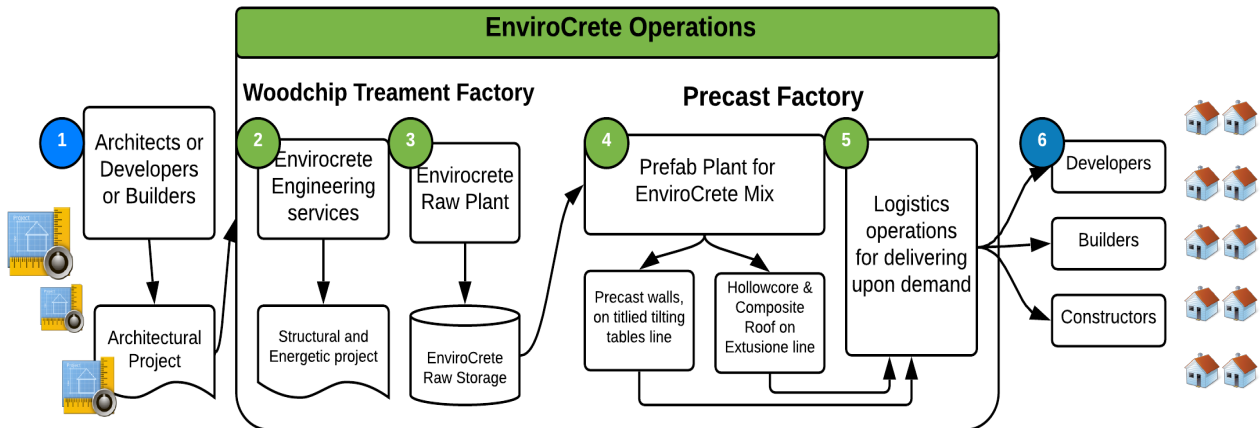 EnviroCrete Operations
Woodchip Treament Factory
Precast Factory
1
Architects or
Developers
or Builders
Architectural
Project
2
Envirocrete
Engineering
services
Structural and
Energetic project
3
Envirocrete
Raw Plant
EnviroCrete
Raw Storage
4
Prefab Plant for
EnviroCrete Mix
Precast walls,
on titlied tilting
tables line
Hollowcore &
Composite
Roof on
Extusione line
5
Logistics
operations
for delivering
upon demand
6
Developers
Builders
Constructors